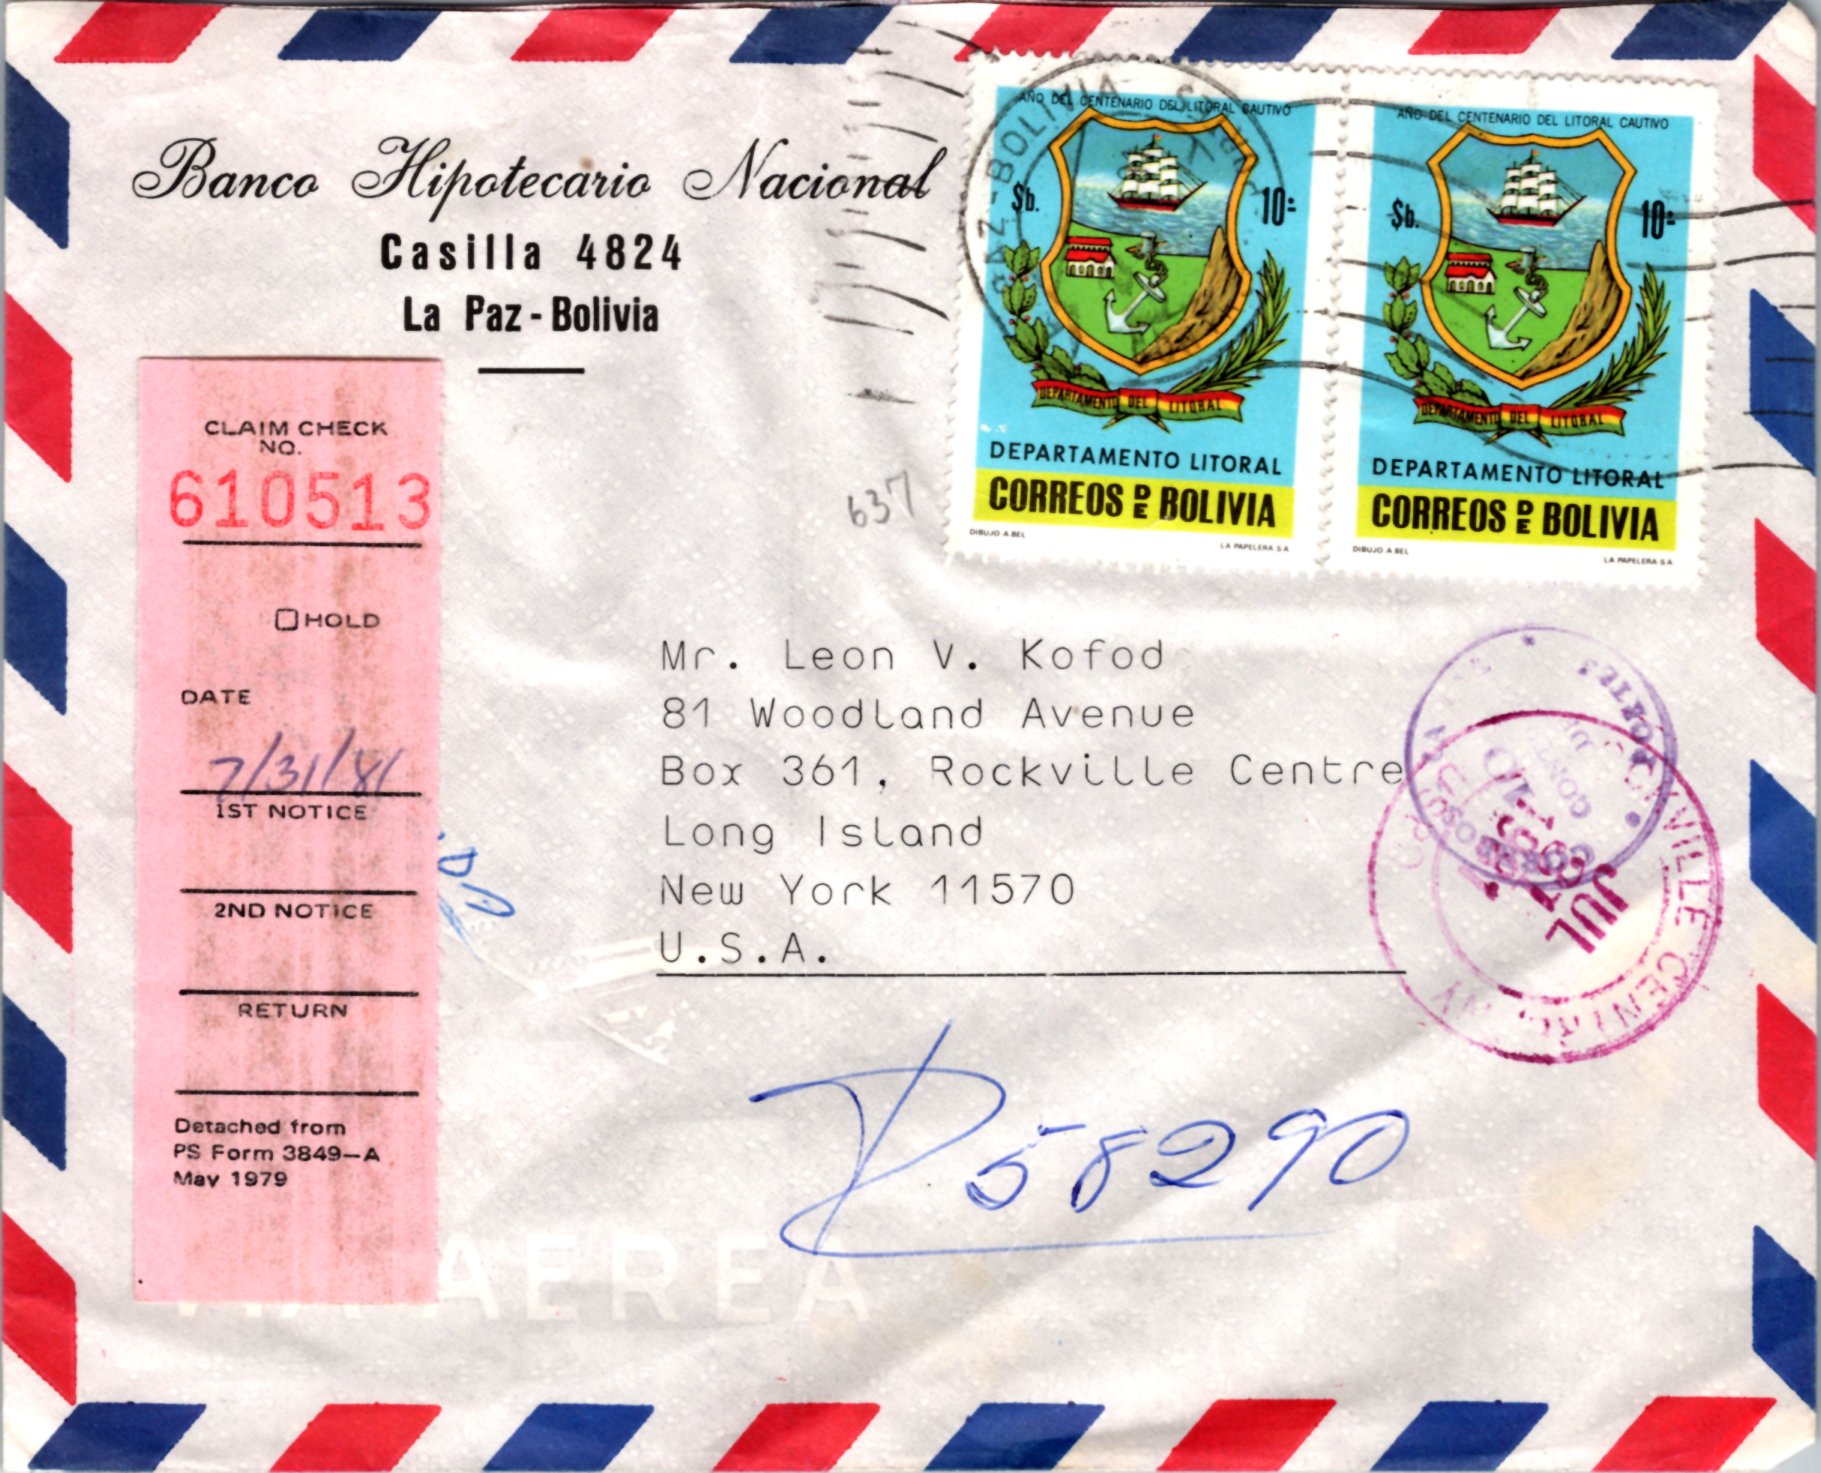 Banco Hipotecario Nacional
Casilla 4824
La Paz - Bolivia
AÑO DEL CENTENARIO DEL LITORAL CAUTIVO
$b. 10-
DEPARTAMENTO DEL LITORAL
DEPARTAMENTO LITORAL
CORREOS DE BOLIVIA
DIBUJO A BEL
LA PAPELERA S A
AÑO DEL CENTENARIO DEL LITORAL CAUTIVO
$b. 10-
DEPARTAMENTO DEL LITORAL
DEPARTAMENTO LITORAL
CORREOS DE BOLIVIA
DIBUJO A BEL
LA PAPELERA S A
637
CLAIM CHECK
NO.
610513
HOLD
DATE
7/31/81
1ST NOTICE
2ND NOTICE
RETURN
Detached from
PS Form 3849-A
May 1979
Mr. Leon V. Kofod
81 Woodland Avenue
Box 361, Rockville Centre
Long Island
New York 11570
U.S.A.
JUL
1981
R 58290
VIA AEREA